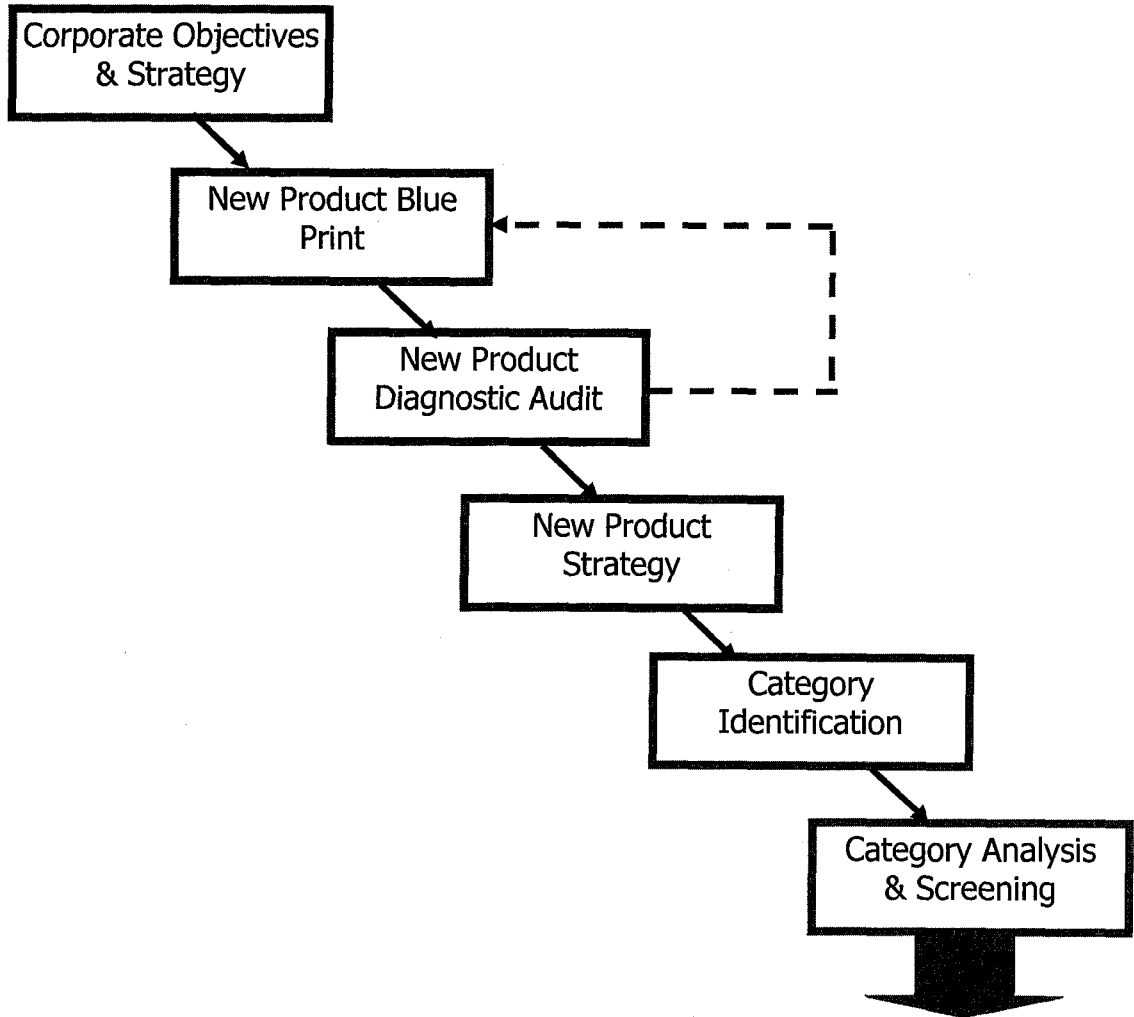 Corporate Objectives
& Strategy
New Product Blue
Print
New Product
Diagnostic Audit
New Product
Strategy
Category
Identification
Category Analysis
& Screening